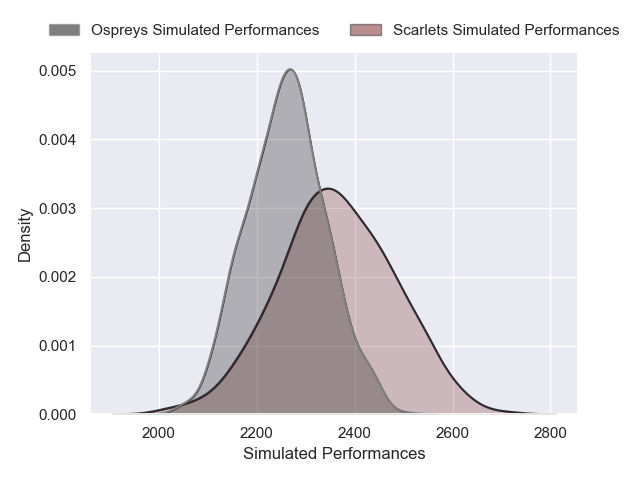 Ospreys Simulated Performances Scarlets Simulated Performances
0.005
0.004
0.003
0.002
0.001
0.000
Density
2000 2200 2400 2600 2800
Simulated Performances